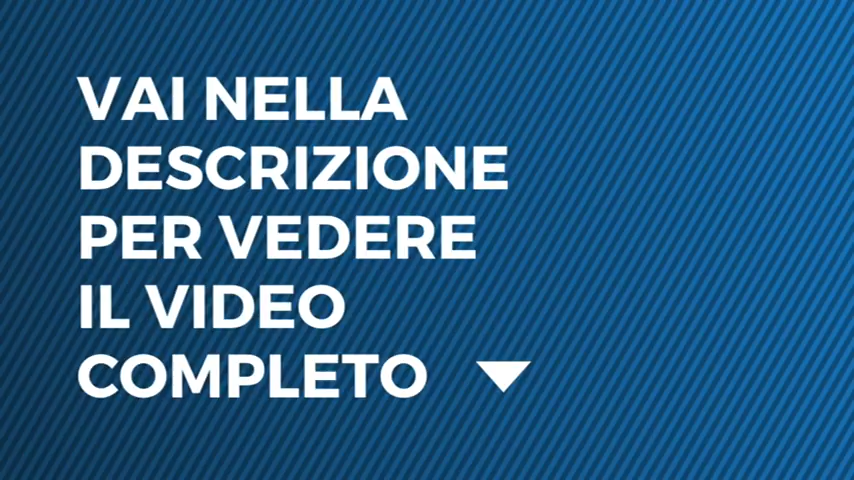 VAI NELLA
DESCRIZIONE
PER VEDERE
IL VIDEO
COMPLETO